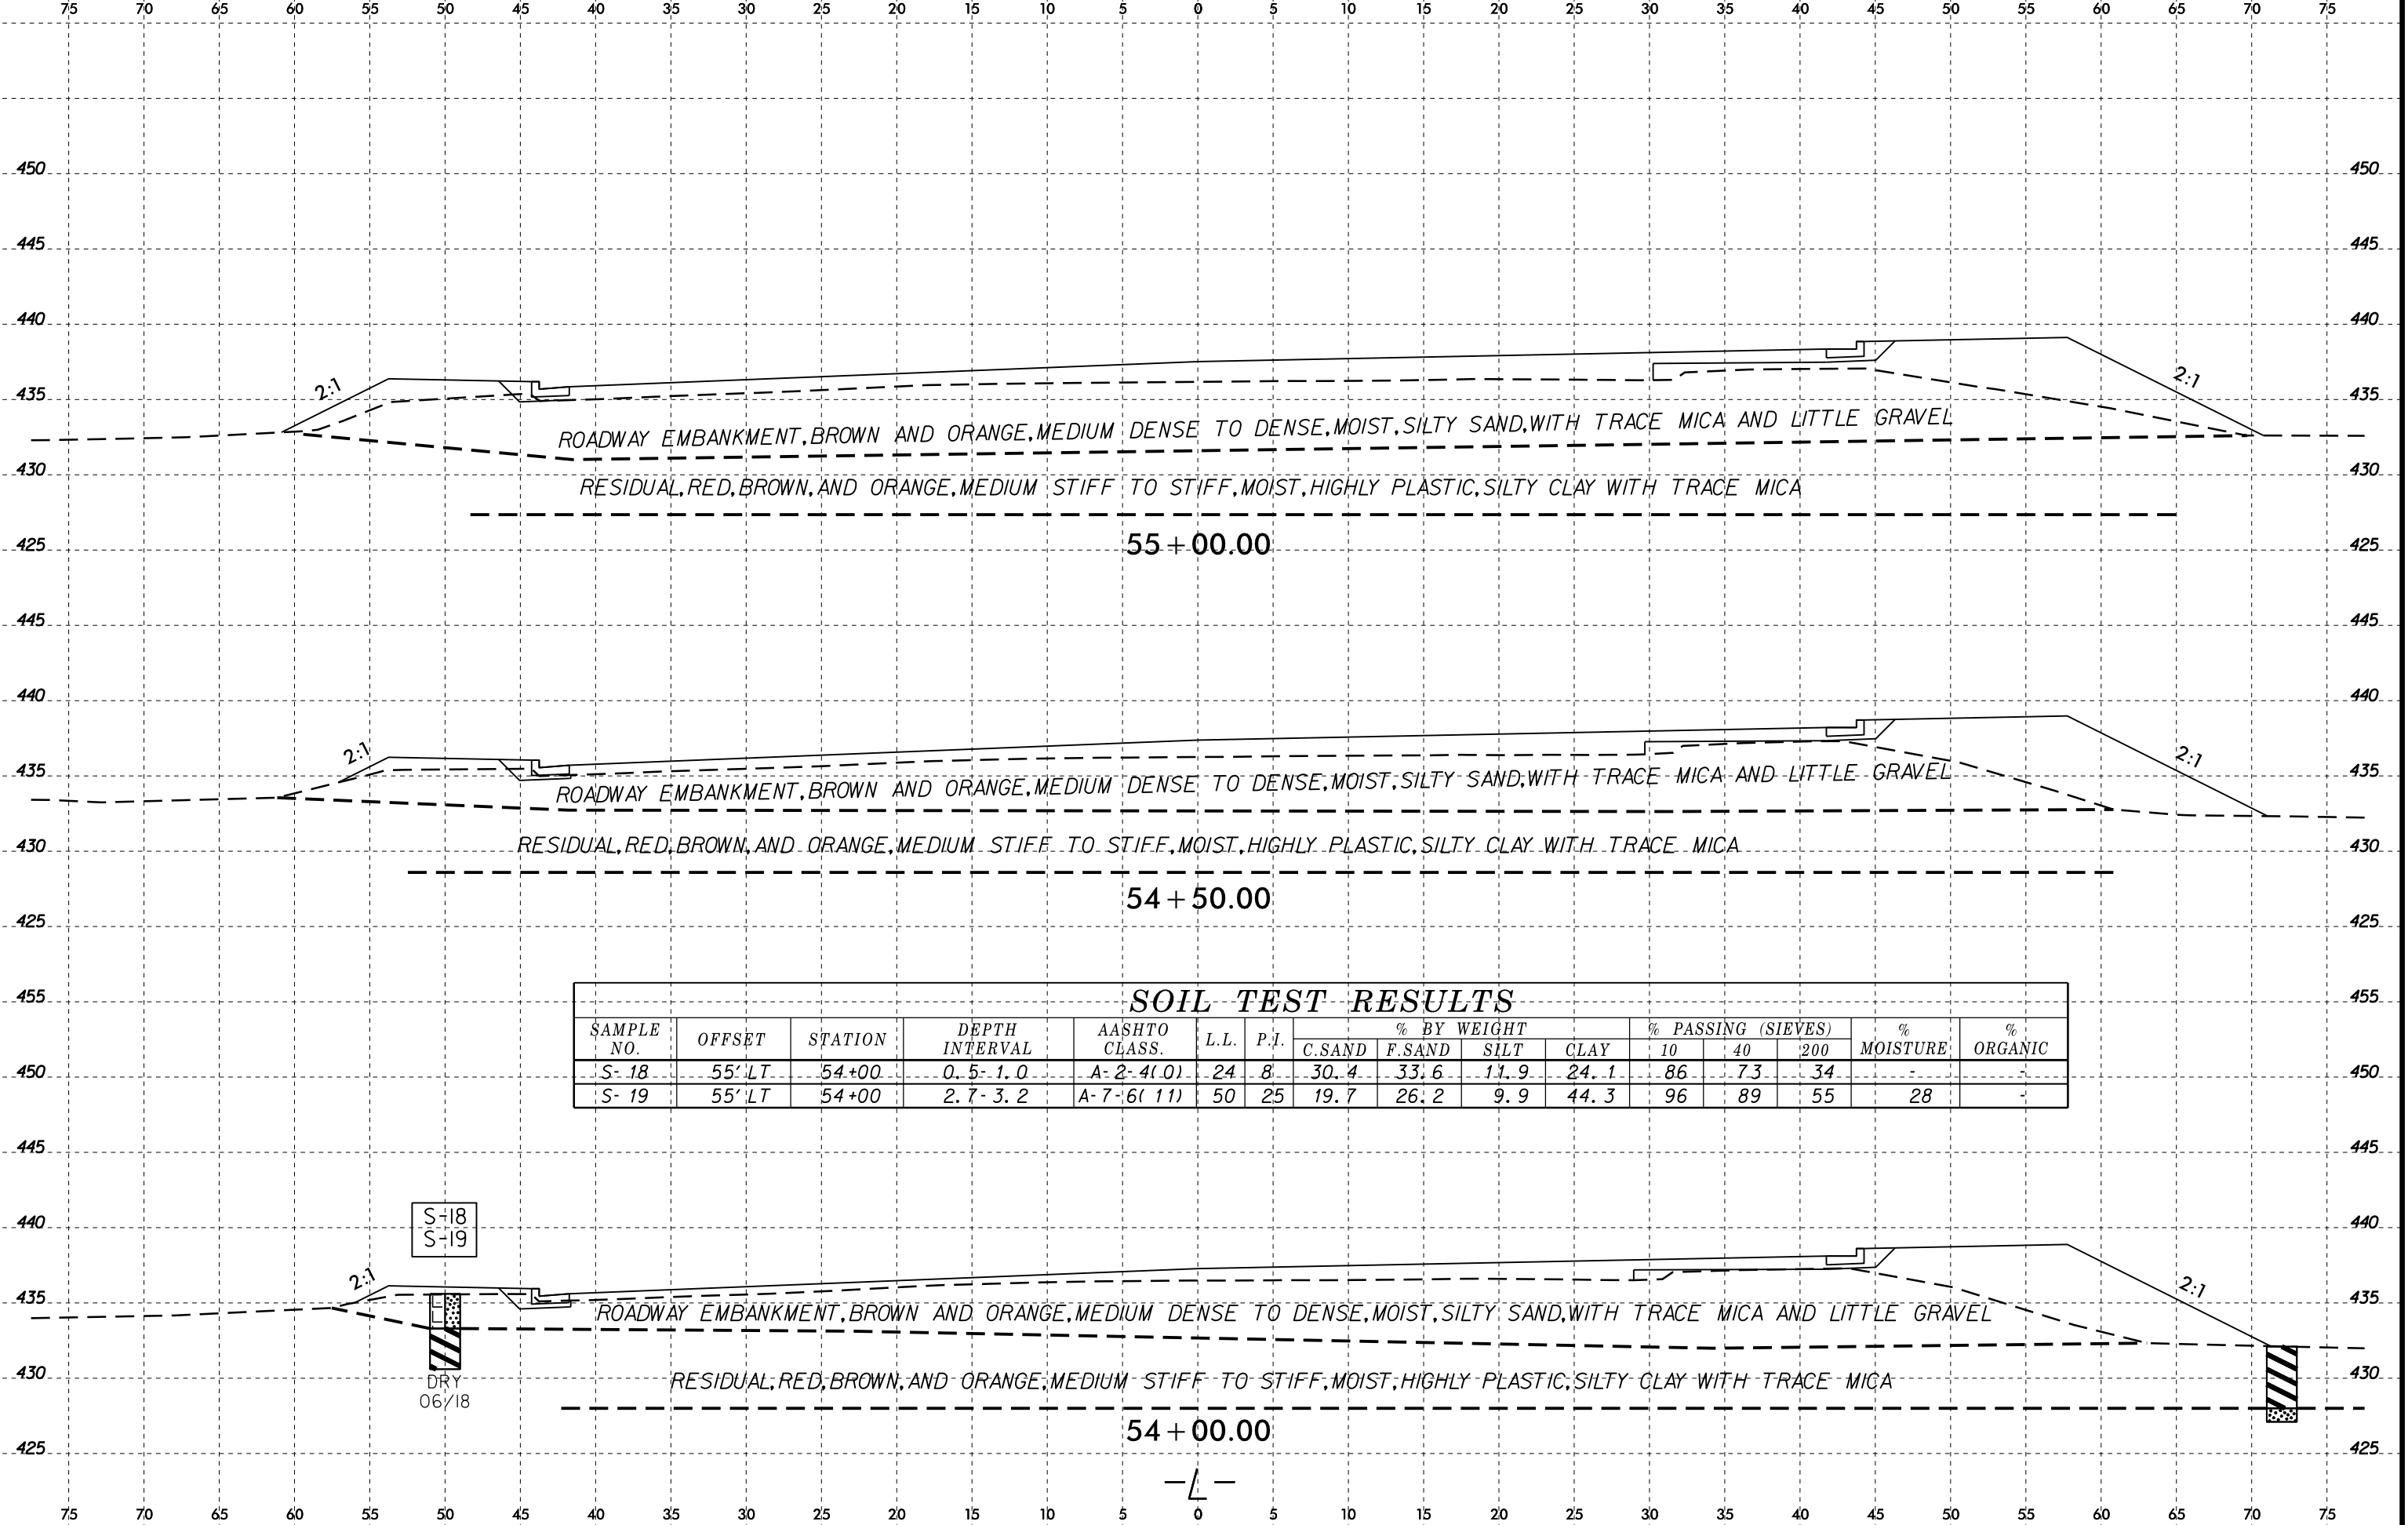 75 70 65 60 55 50 45 40 35 30 25 20 15 10 5 0 5 10 15 20 25 30 35 40 45 50 55 60 65 70 75
450 450
445 445
440 440
2:1 2:1
435 435
ROADWAY EMBANKMENT,BROWN AND ORANGE,MEDIUM DENSE TO DENSE,MOIST,SILTY SAND,WITH TRACE MICA AND LITTLE GRAVEL
430 430
RESIDUAL,RED,BROWN,AND ORANGE,MEDIUM STIFF TO STIFF,MOIST,HIGHLY PLASTIC,SILTY CLAY WITH TRACE MICA
425 55+00.00 425
445 445
440 440
2:1 2:1
435 435
ROADWAY EMBANKMENT,BROWN AND ORANGE,MEDIUM DENSE TO DENSE,MOIST,SILTY SAND,WITH TRACE MICA AND LITTLE GRAVEL
430 RESIDUAL,RED,BROWN,AND ORANGE,MEDIUM STIFF TO STIFF,MOIST,HIGHLY PLASTIC,SILTY CLAY WITH TRACE MICA 430
54+50.00
425 425
455 SOIL TEST RESULTS 455
SAMPLE NO. OFFSET STATION DEPTH INTERVAL AASHTO CLASS. L.L. P.I. % BY WEIGHT % PASSING (SIEVES) % MOISTURE % ORGANIC
C.SAND F.SAND SILT CLAY 10 40 200
450 S-18 55' LT 54+00 0.5-1.0 A-2-4(0) 24 8 30.4 33.6 11.9 24.1 86 73 34 - - 450
S-19 55' LT 54+00 2.7-3.2 A-7-6(11) 50 25 19.7 26.2 9.9 44.3 96 89 55 28 -
445 445
S-18
440 440
S-19
2:1 2:1
435 435
ROADWAY EMBANKMENT,BROWN AND ORANGE,MEDIUM DENSE TO DENSE,MOIST,SILTY SAND,WITH TRACE MICA AND LITTLE GRAVEL
430 430
DRY RESIDUAL,RED,BROWN,AND ORANGE,MEDIUM STIFF TO STIFF,MOIST,HIGHLY PLASTIC,SILTY CLAY WITH TRACE MICA
06/18
54+00.00
425 425
-L-
75 70 65 60 55 50 45 40 35 30 25 20 15 10 5 0 5 10 15 20 25 30 35 40 45 50 55 60 65 70 75